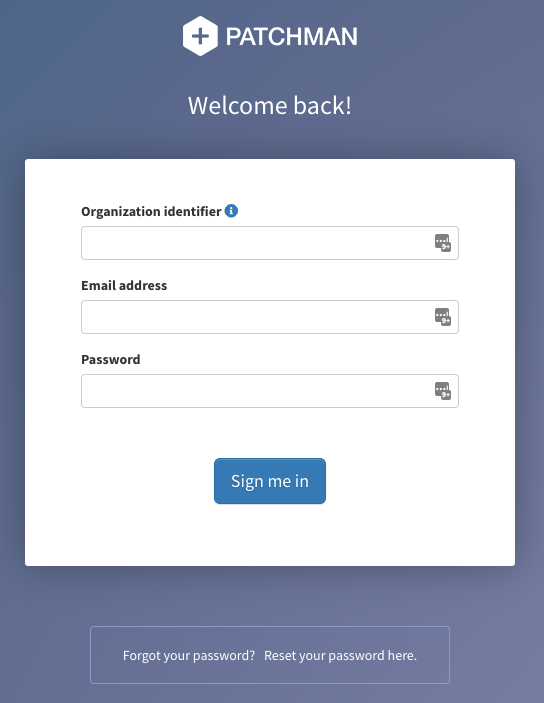 PATCHMAN
Welcome back!
Organization identifier
Email address
Password
Sign me in
Forgot your password? Reset your password here.